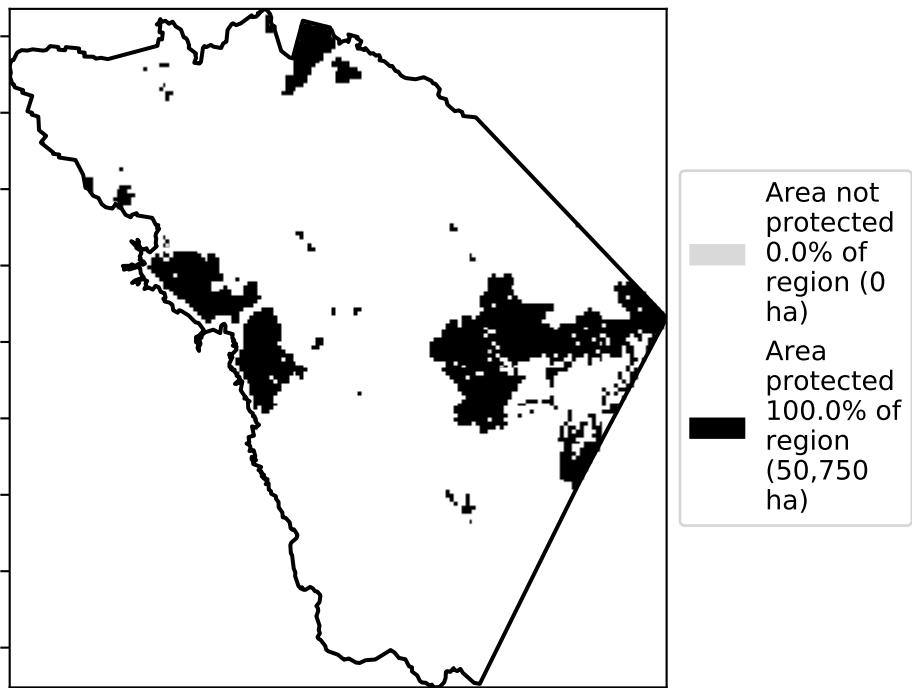 Area not
protected
0.0% of
region (0
ha)
Area
protected
100.0% of
region
(50,750
ha)